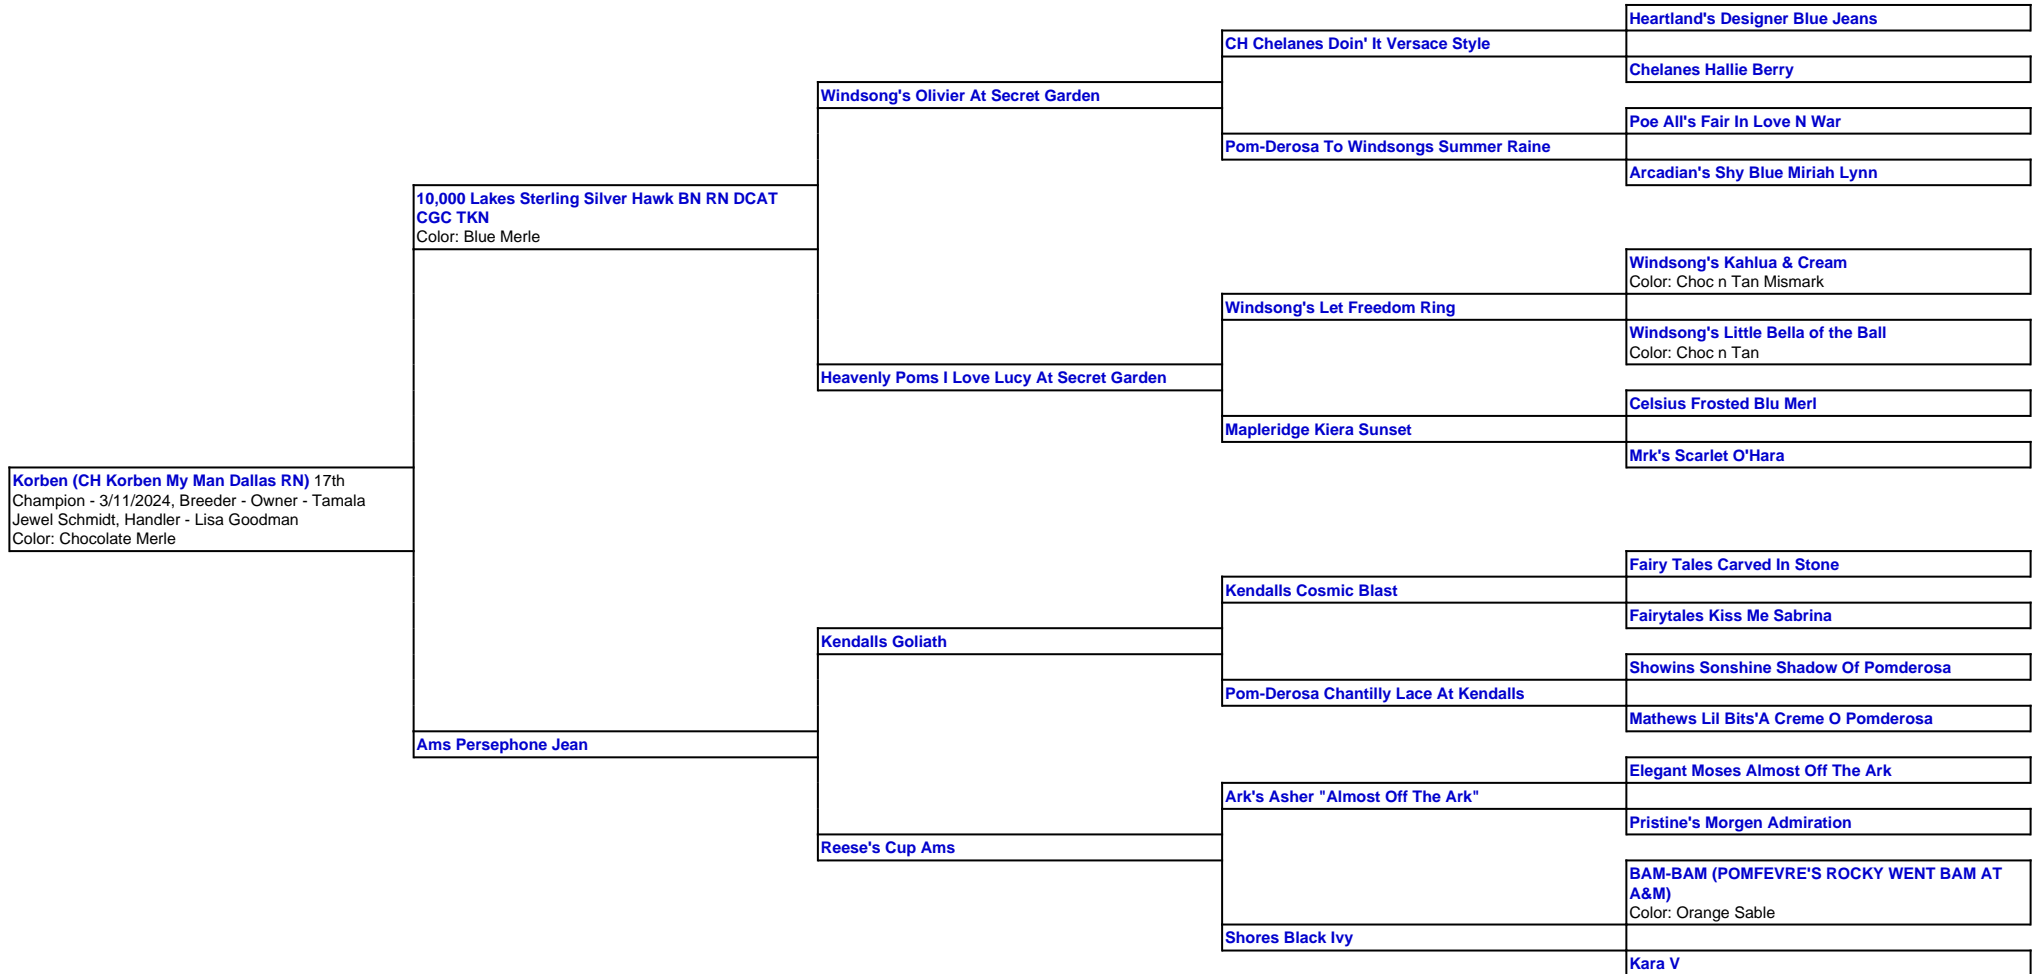 Heartland's Designer Blue Jeans
CH Chelanes Doin' It Versace Style
Chelanes Hallie Berry
Windsong's Olivier At Secret Garden
Poe All's Fair In Love N War
Pom-Derosa To Windsongs Summer Raine
Arcadian's Shy Blue Miriah Lynn
10,000 Lakes Sterling Silver Hawk BN RN DCAT
CGC TKN
Color: Blue Merle
Windsong's Kahlua & Cream
Color: Choc n Tan Mismark
Windsong's Let Freedom Ring
Windsong's Little Bella of the Ball
Color: Choc n Tan
Heavenly Poms I Love Lucy At Secret Garden
Celsius Frosted Blu Merl
Mapleridge Kiera Sunset
Mrk's Scarlet O'Hara
Korben (CH Korben My Man Dallas RN) 17th
Champion - 3/11/2024, Breeder - Owner - Tamala
Jewel Schmidt, Handler - Lisa Goodman
Color: Chocolate Merle
Fairy Tales Carved In Stone
Kendalls Cosmic Blast
Fairytales Kiss Me Sabrina
Kendalls Goliath
Showins Sonshine Shadow Of Pomderosa
Pom-Derosa Chantilly Lace At Kendalls
Mathews Lil Bits'A Creme O Pomderosa
Ams Persephone Jean
Elegant Moses Almost Off The Ark
Ark's Asher "Almost Off The Ark"
Pristine's Morgen Admiration
Reese's Cup Ams
BAM-BAM (POMFEVRE'S ROCKY WENT BAM AT
A&M)
Color: Orange Sable
Shores Black Ivy
Kara V